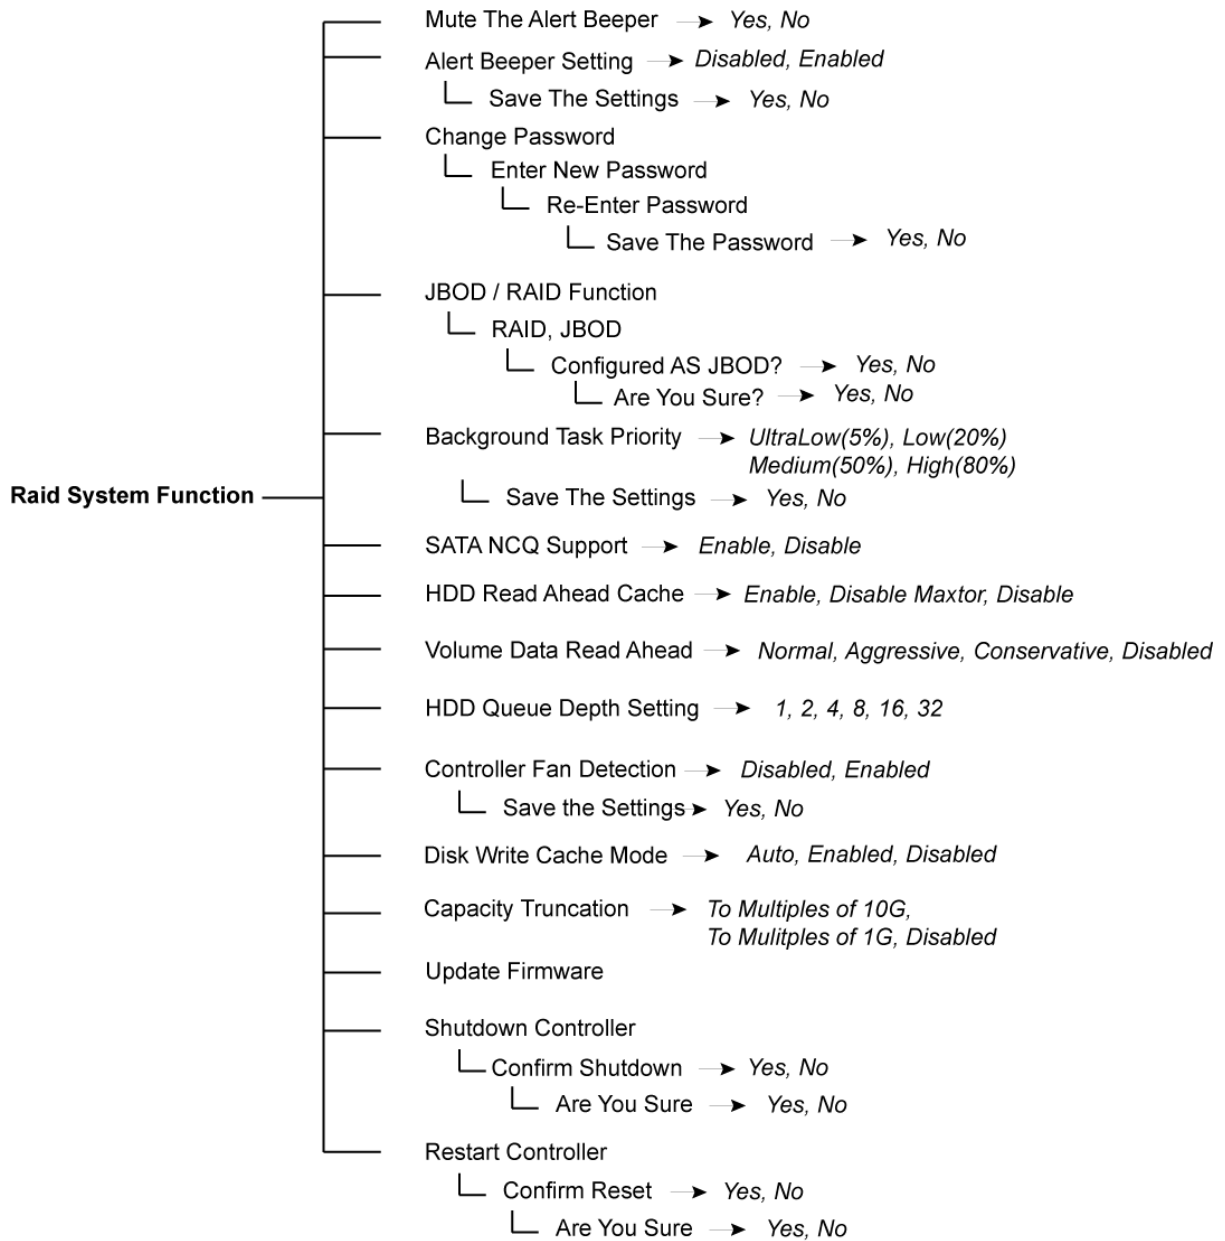 Mute The Alert Beeper Yes, No
Alert Beeper Setting Disabled, Enabled
Save The Settings Yes, No
Change Password
Enter New Password
Re-Enter Password
Save The Password Yes, No
JBOD / RAID Function
RAID, JBOD
Configured AS JBOD? Yes, No
Are You Sure? Yes, No
Background Task Priority UltraLow(5%), Low(20%)
Medium(50%), High(80%)
Raid System Function
Save The Settings Yes, No
SATA NCQ Support Enable, Disable
HDD Read Ahead Cache Enable, Disable Maxtor, Disable
Volume Data Read Ahead Normal, Aggressive, Conservative, Disabled
HDD Queue Depth Setting 1, 2, 4, 8, 16, 32
Controller Fan Detection Disabled, Enabled
Save the Settings Yes, No
Disk Write Cache Mode Auto, Enabled, Disabled
Capacity Truncation To Multiples of 10G,
To Mulitples of 1G, Disabled
Update Firmware
Shutdown Controller
Confirm Shutdown Yes, No
Are You Sure Yes, No
Restart Controller
Confirm Reset Yes, No
Are You Sure Yes, No